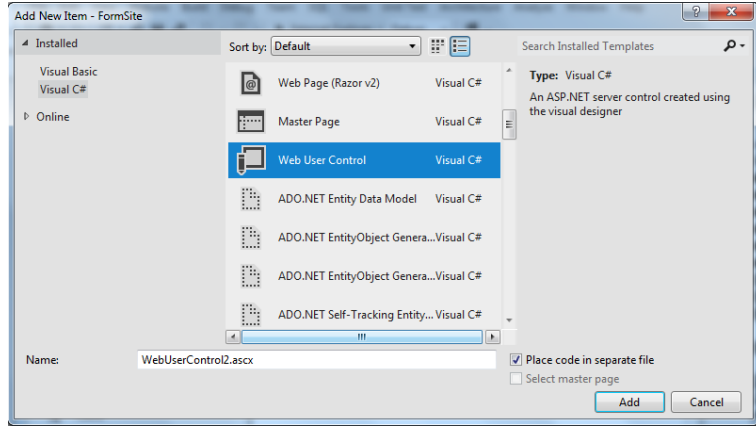 Add New Item - FormSite
Installed
Sort by: Default
Search Installed Templates
Visual Basic
Visual C#
Online
Web Page (Razor v2) Visual C#
Master Page Visual C#
Web User Control Visual C#
ADO.NET Entity Data Model Visual C#
ADO.NET EntityObject Genera... Visual C#
ADO.NET EntityObject Genera... Visual C#
ADO.NET Self-Tracking Entity... Visual C#
Type: Visual C#
An ASP.NET server control created using
the visual designer
Name: WebUserControl2.ascx
Place code in separate file
Select master page
Add Cancel